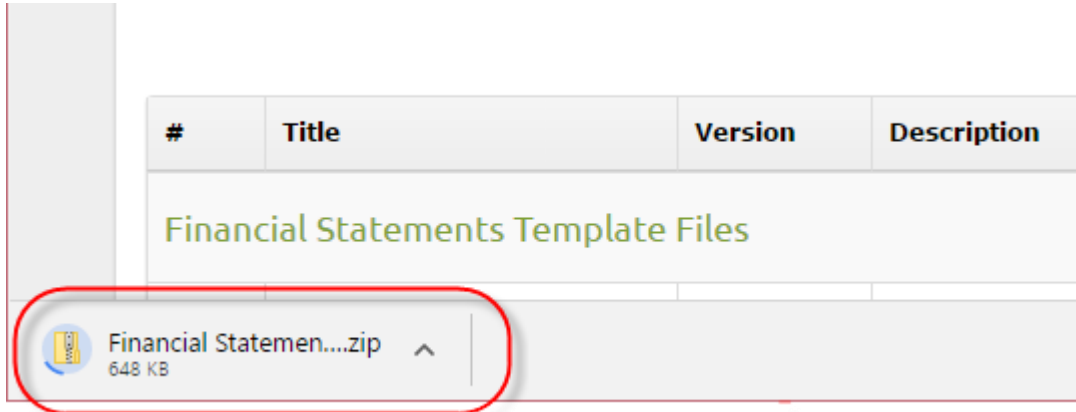 # Title Version Description
Financial Statements Template Files
Financial Statemen....zip
648 KB